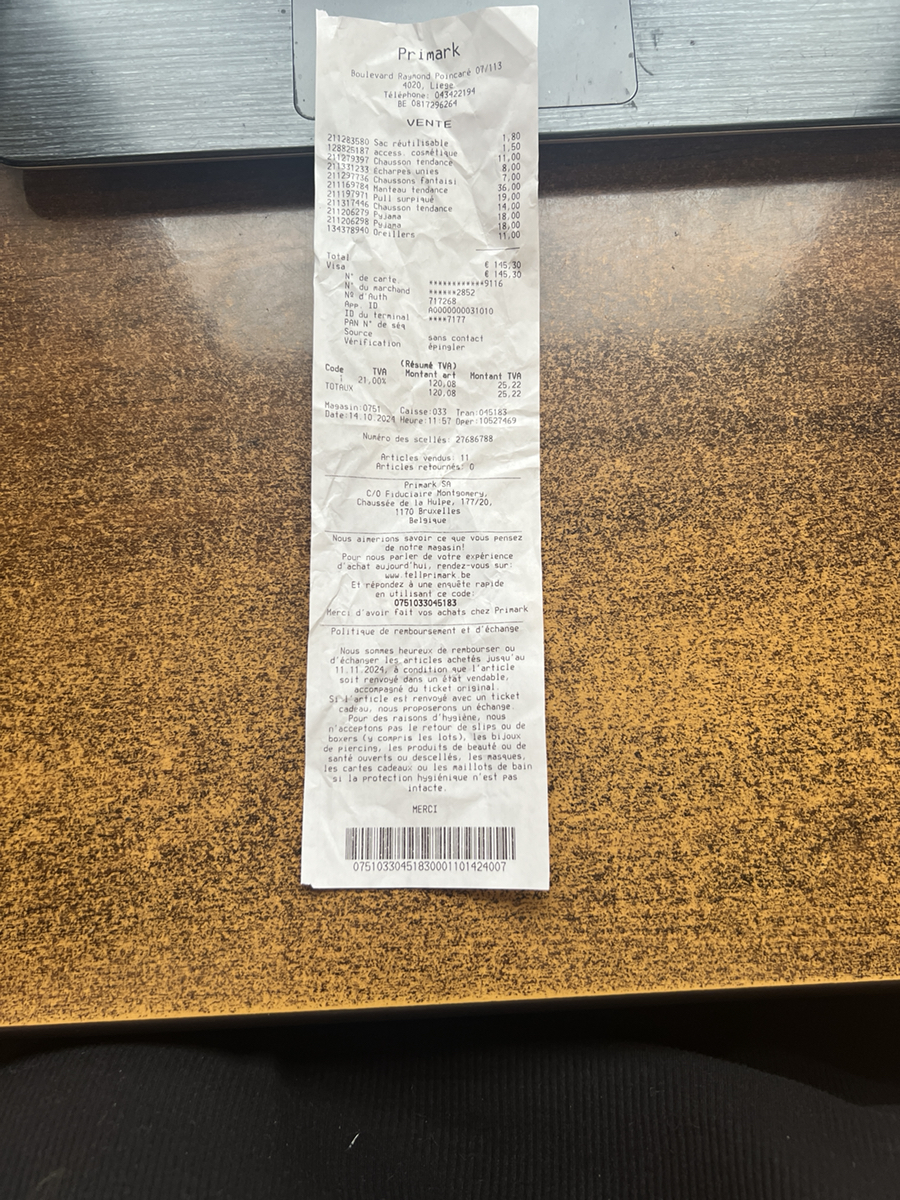 Primark
Boulevard Raymond Poincaré 07/113
4020, Liege
Téléphone: 043422194
BE 0817296264
VENTE
211283580 Sac réutilisable 1,80
128825187 access. cosmétique 1,50
211279397 Chausson tendance 11,00
211331233 Echarpes unies 8,00
211297736 Chaussons fantaisi 7,00
211169784 Manteau tendance 36,00
211197971 Pull surpiqué 19,00
211317446 Chausson tendance 14,00
211206279 Pyjama 18,00
211206298 Pyjama 18,00
134378940 Oreillers 11,00
Total € 145,30
Visa € 145,30
N° de carte ************9116
N° du marchand ******2852
Nº d'Auth 717268
App. ID A0000000031010
ID du terminal ****7177
PAN N° de séq
Source sans contact
Vérification épingler
(Résumé TVA)
Code TVA Montant art Montant TVA
1 21,00% 120,08 25,22
TOTAUX 120,08 25,22
Magasin:0751 Caisse:033 Tran:045183
Date:14.10.2024 Heure:11:57 Oper:10527469
Numéro des scellés: 27686788
Articles vendus: 11
Articles retournés: 0
Primark SA
C/O Fiduciaire Montgomery,
Chaussée de la Hulpe, 177/20,
1170 Bruxelles
Belgique
Nous aimerions savoir ce que vous pensez
de notre magasin!
Pour nous parler de votre expérience
d'achat aujourd'hui, rendez-vous sur:
www.tellprimark.be
Et répondez à une enquête rapide
en utilisant ce code:
0751033045183
Merci d'avoir fait vos achats chez Primark
Politique de remboursement et d'échange
Nous sommes heureux de rembourser ou
d'échanger les articles achetés jusqu'au
11.11.2024, à condition que l'article
soit renvoyé dans un état vendable,
accompagné du ticket original.
Si l'article est renvoyé avec un ticket
cadeau, nous proposerons un échange.
Pour des raisons d'hygiène, nous
n'acceptons pas le retour de slips ou de
boxers (y compris les lots), les bijoux
de piercing, les produits de beauté ou de
santé ouverts ou descellés, les masques,
les cartes cadeaux ou les maillots de bain
si la protection hygiénique n'est pas
intacte.
MERCI
07510330451830001101424007